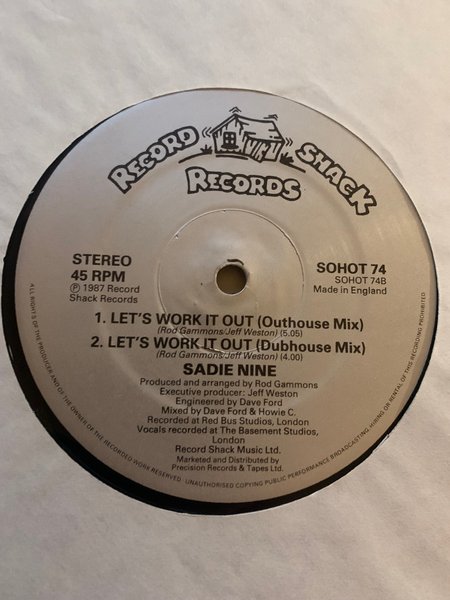 RECORD SHACK
RECORDS
STEREO
45 RPM
Ⓟ 1987 Record
Shack Records
SOHOT 74
SOHOT 74B
Made in England
1. LET'S WORK IT OUT (Outhouse Mix)
(Rod Gammons/Jeff Weston) (5.05)
2. LET'S WORK IT OUT (Dubhouse Mix)
(Rod Gammons/Jeff Weston) (4.00)
SADIE NINE
Produced and arranged by Rod Gammons
Executive producer: Jeff Weston
Engineered by Dave Ford
Mixed by Dave Ford & Howie C.
Recorded at Red Bus Studios, London
Vocals recorded at The Basement Studios,
London
Record Shack Music Ltd.
Marketed and Distributed by
Precision Records & Tapes Ltd.
ALL RIGHTS OF THE PRODUCER AND OF THE OWNER OF THE RECORDED WORK RESERVED. UNAUTHORISED COPYING PUBLIC PERFORMANCE BROADCASTING, HIRING OR RENTAL OF THIS RECORDING PROHIBITED